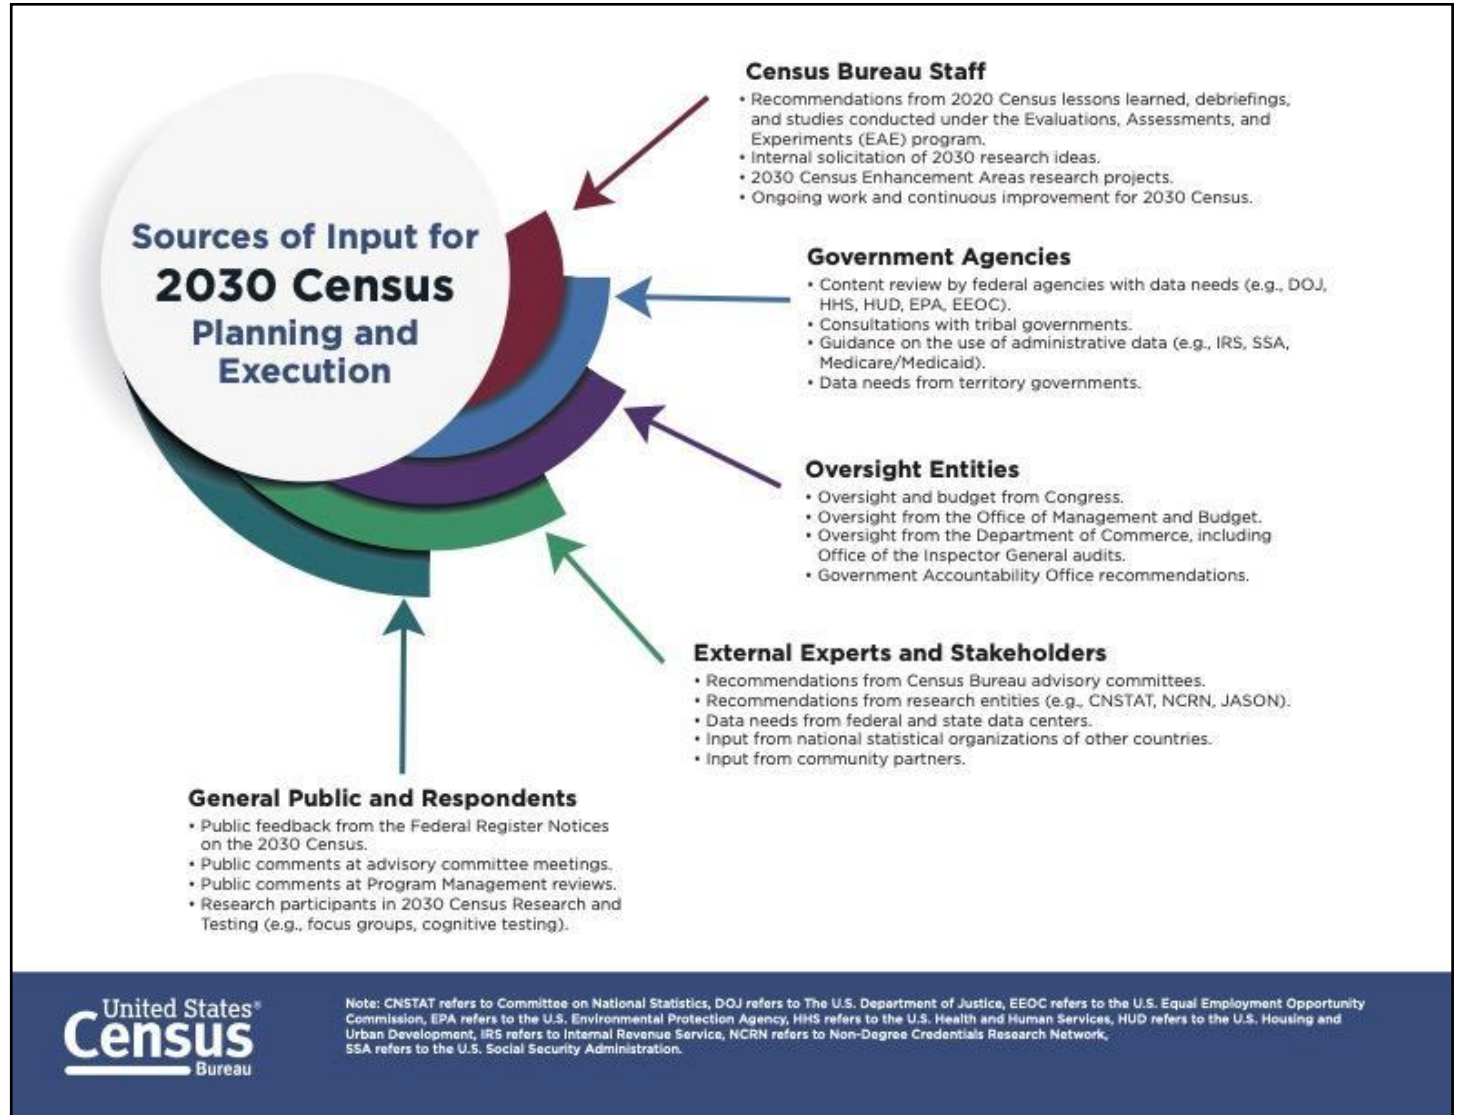 Sources of Input for
2030 Census
Planning and
Execution
Census Bureau Staff
• Recommendations from 2020 Census lessons learned, debriefings,
and studies conducted under the Evaluations, Assessments, and
Experiments (EAE) program.
• Internal solicitation of 2030 research ideas.
• 2030 Census Enhancement Areas research projects.
• Ongoing work and continuous improvement for 2030 Census.
Government Agencies
• Content review by federal agencies with data needs (e.g., DOJ,
HHS, HUD, EPA, EEOC).
• Consultations with tribal governments.
• Guidance on the use of administrative data (e.g., IRS, SSA,
Medicare/Medicaid).
• Data needs from territory governments.
Oversight Entities
• Oversight and budget from Congress.
• Oversight from the Office of Management and Budget.
• Oversight from the Department of Commerce, including
Office of the Inspector General audits.
• Government Accountability Office recommendations.
External Experts and Stakeholders
• Recommendations from Census Bureau advisory committees.
• Recommendations from research entities (e.g., CNSTAT, NCRN, JASON).
• Data needs from federal and state data centers.
• Input from national statistical organizations of other countries.
• Input from community partners.
General Public and Respondents
• Public feedback from the Federal Register Notices
on the 2030 Census.
• Public comments at advisory committee meetings.
• Public comments at Program Management reviews.
• Research participants in 2030 Census Research and
Testing (e.g., focus groups, cognitive testing).
United States®
Census
Bureau
Note: CNSTAT refers to Committee on National Statistics, DOJ refers to The U.S. Department of Justice, EEOC refers to the U.S. Equal Employment Opportunity
Commission, EPA refers to the U.S. Environmental Protection Agency, HHS refers to the U.S. Health and Human Services, HUD refers to the U.S. Housing and
Urban Development, IRS refers to Internal Revenue Service, NCRN refers to Non-Degree Credentials Research Network,
SSA refers to the U.S. Social Security Administration.